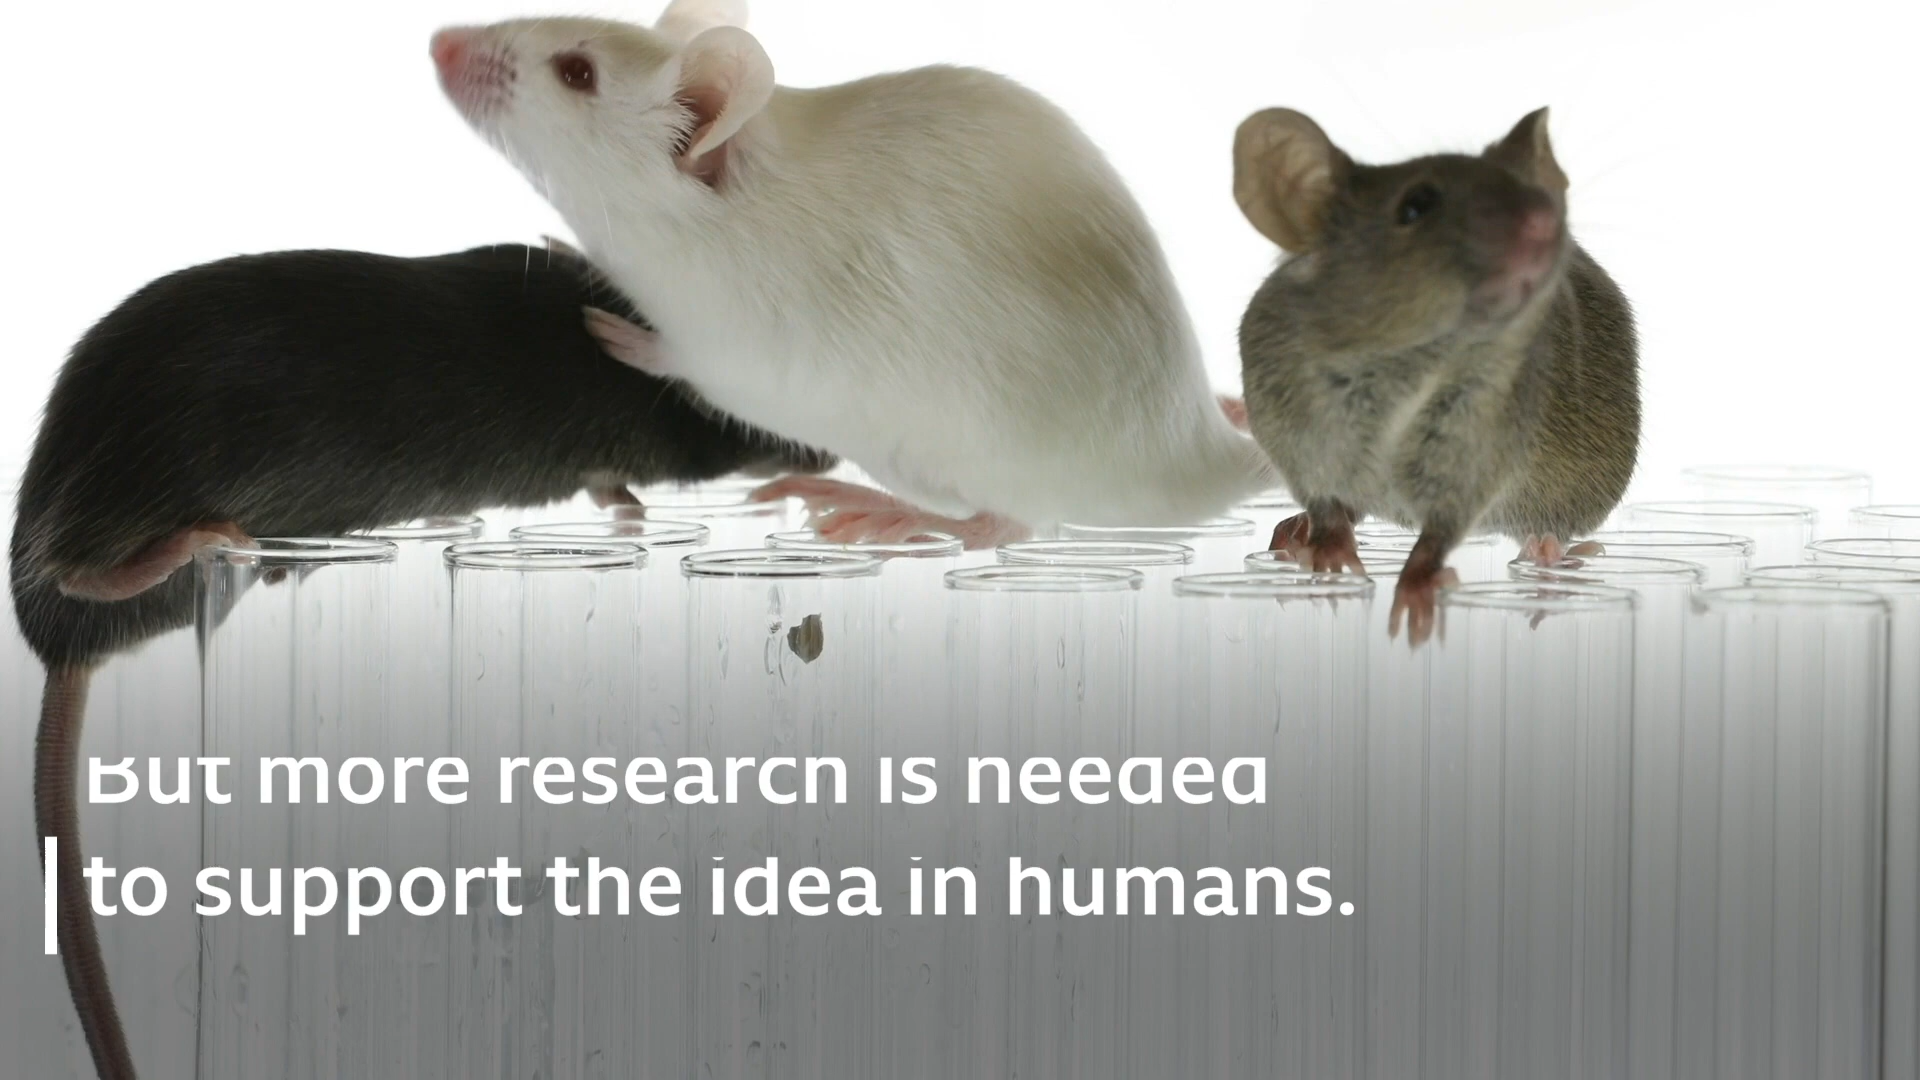 But more research is needed
to support the idea in humans.